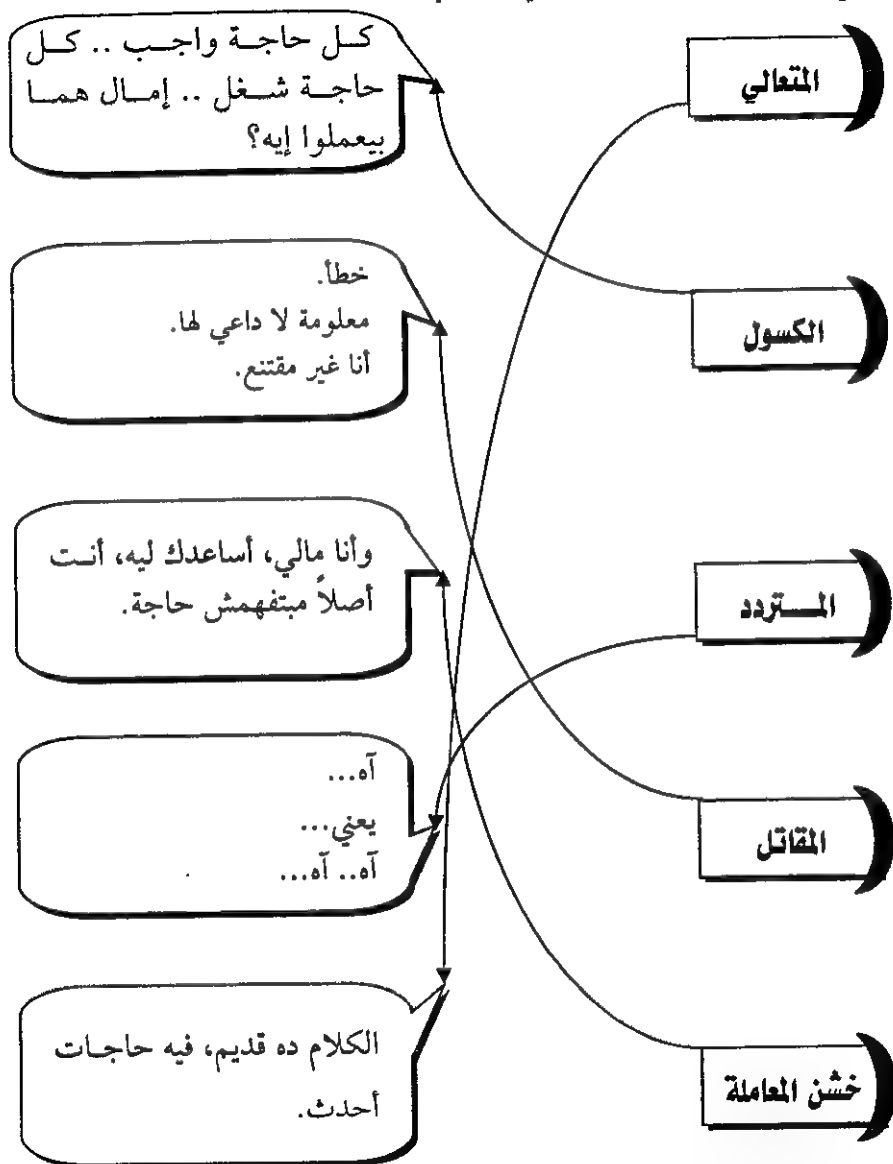 المتعالي
كل حاجة واجب .. كل
حاجة شغل .. إمال هما
بيعملوا إيه؟
الكسول
خطأ.
معلومة لا داعي لها.
أنا غير مقتنع.
المتردد
وأنا مالي، أساعدك ليه، أنت
أصلاً مبتفهمش حاجة.
المقاتل
آه...
يعني...
آه.. آه...
خشن المعاملة
الكلام ده قديم، فيه حاجات
أحدث.